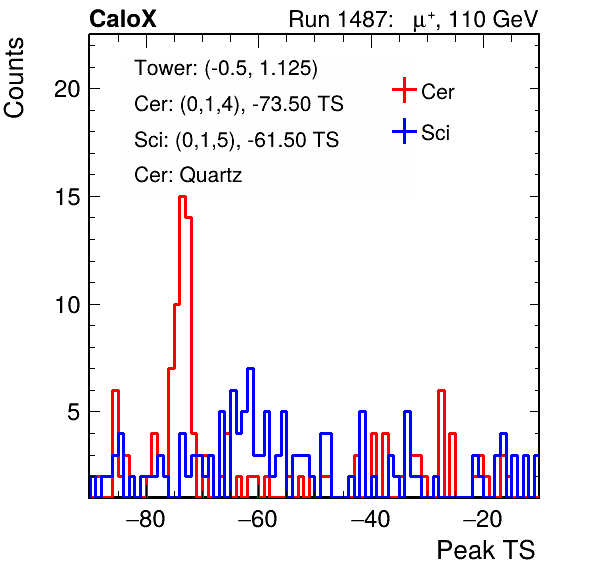 CaloX Run 1487: μ⁺, 110 GeV
Counts
Tower: (-0.5, 1.125)
Cer: (0,1,4), -73.50 TS
Sci: (0,1,5), -61.50 TS
Cer: Quartz
Cer
Sci
20
15
10
5
−80 −60 −40 −20
Peak TS